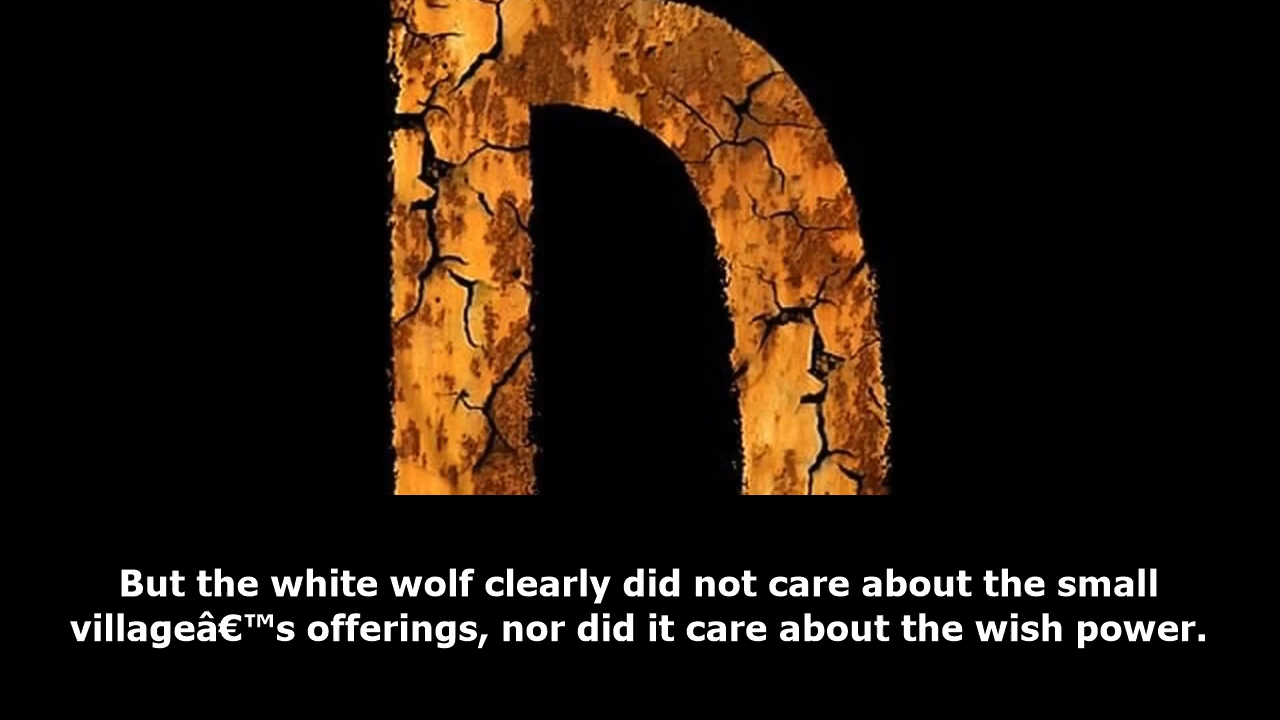 n
But the white wolf clearly did not care about the small
villageâ€™s offerings, nor did it care about the wish power.